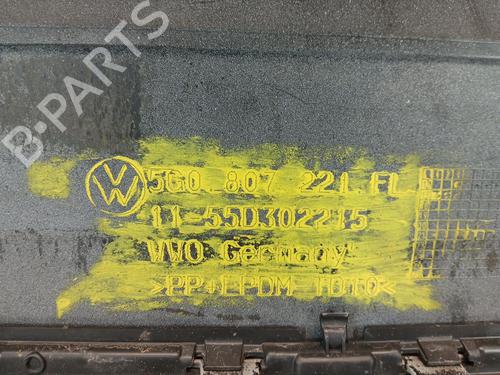 B-PARTS
5G0.807 221.FL
11-55D302215
VWO Germany
>PP+EPDM TD10<